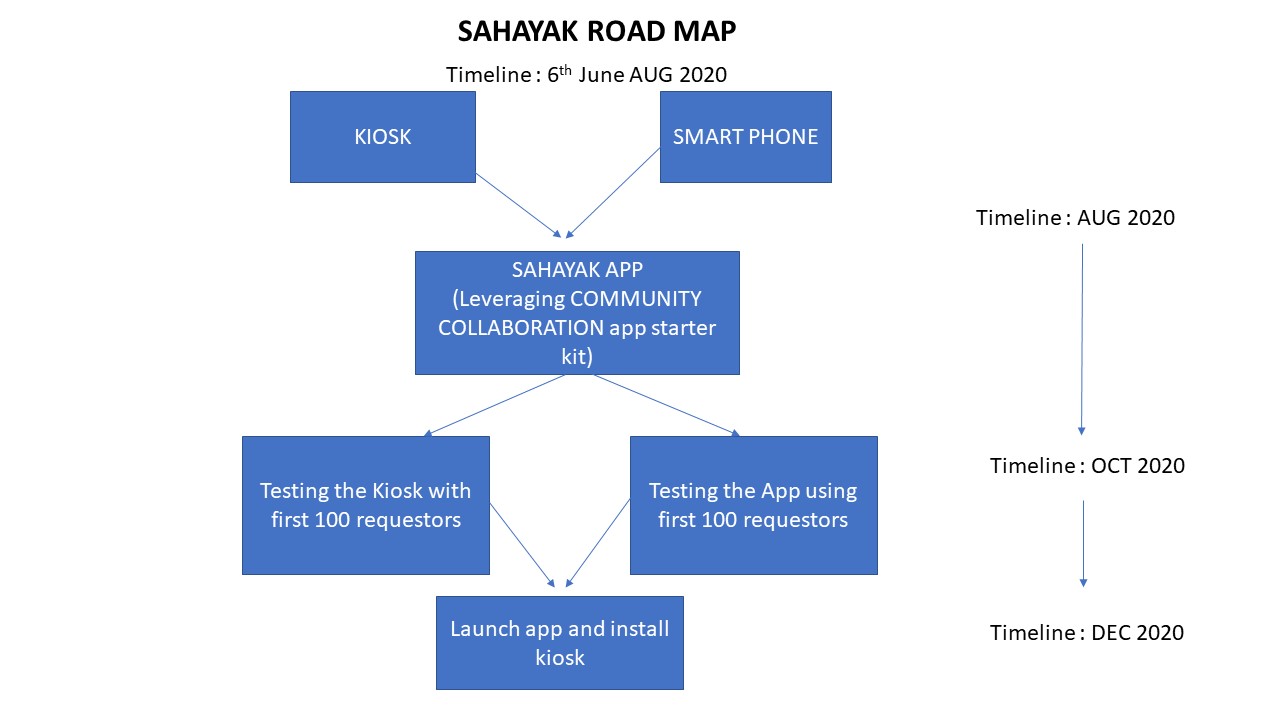 SAHAYAK ROAD MAP
Timeline : 6th June AUG 2020
KIOSK
SMART PHONE
Timeline : AUG 2020
SAHAYAK APP
(Leveraging COMMUNITY
COLLABORATION app starter
kit)
Timeline : OCT 2020
Testing the Kiosk with
first 100 requestors
Testing the App using
first 100 requestors
Launch app and install
kiosk
Timeline : DEC 2020